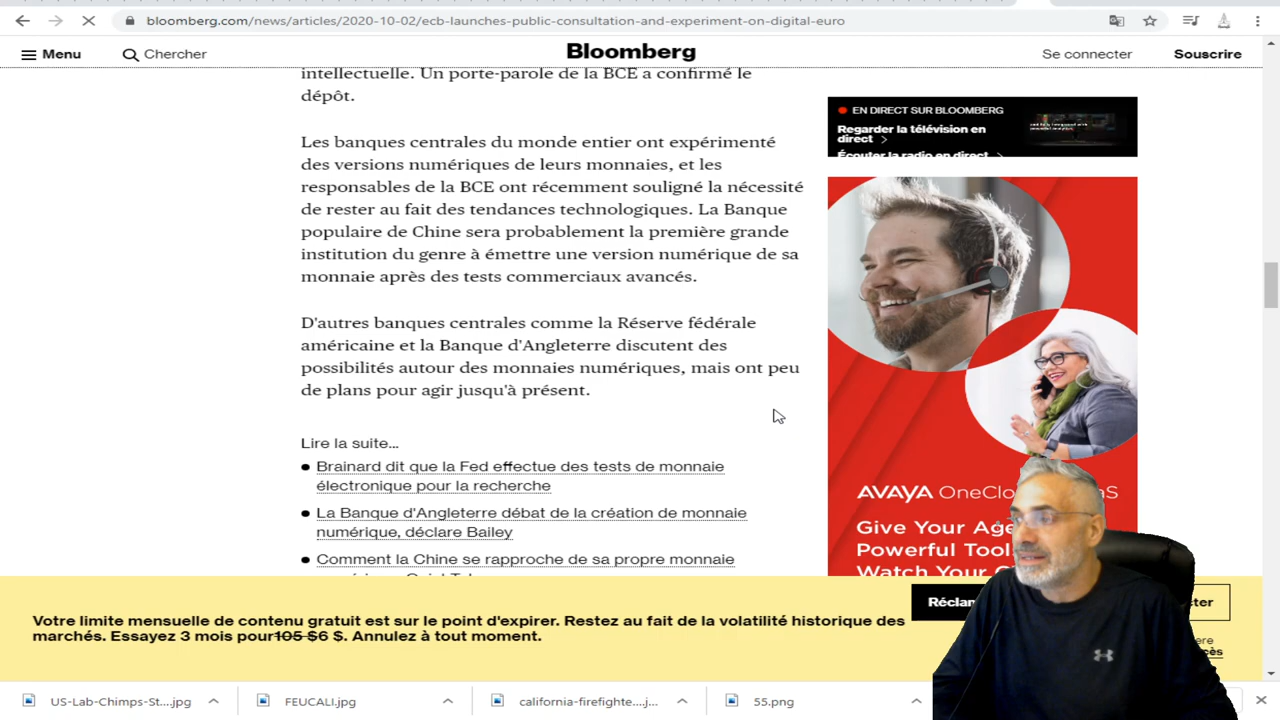 bloomberg.com/news/articles/2020-10-02/ecb-launches-public-consultation-and-experiment-on-digital-euro
Menu
Chercher
Bloomberg
Se connecter
Souscrire
intellectuelle. Un porte-parole de la BCE a confirmé le
dépôt.
Les banques centrales du monde entier ont expérimenté
des versions numériques de leurs monnaies, et les
responsables de la BCE ont récemment souligné la nécessité
de rester au fait des tendances technologiques. La Banque
populaire de Chine sera probablement la première grande
institution du genre à émettre une version numérique de sa
monnaie après des tests commerciaux avancés.
D'autres banques centrales comme la Réserve fédérale
américaine et la Banque d'Angleterre discutent des
possibilités autour des monnaies numériques, mais ont peu
de plans pour agir jusqu'à présent.
Lire la suite...
Brainard dit que la Fed effectue des tests de monnaie
électronique pour la recherche
La Banque d'Angleterre débat de la création de monnaie
numérique, déclare Bailey
Comment la Chine se rapproche de sa propre monnaie
EN DIRECT SUR BLOOMBERG
Regarder la télévision en
direct
Écouter la radio en direct
AVAYA
Give Your
Powerful
Watch Your
Votre limite mensuelle de contenu gratuit est sur le point d'expirer. Restez au fait de la volatilité historique des
marchés. Essayez 3 mois pour105 $6 $. Annulez à tout moment.
US-Lab-Chimps-St....jpg
FEUCALI.jpg
california-firefighte....j...
55.png